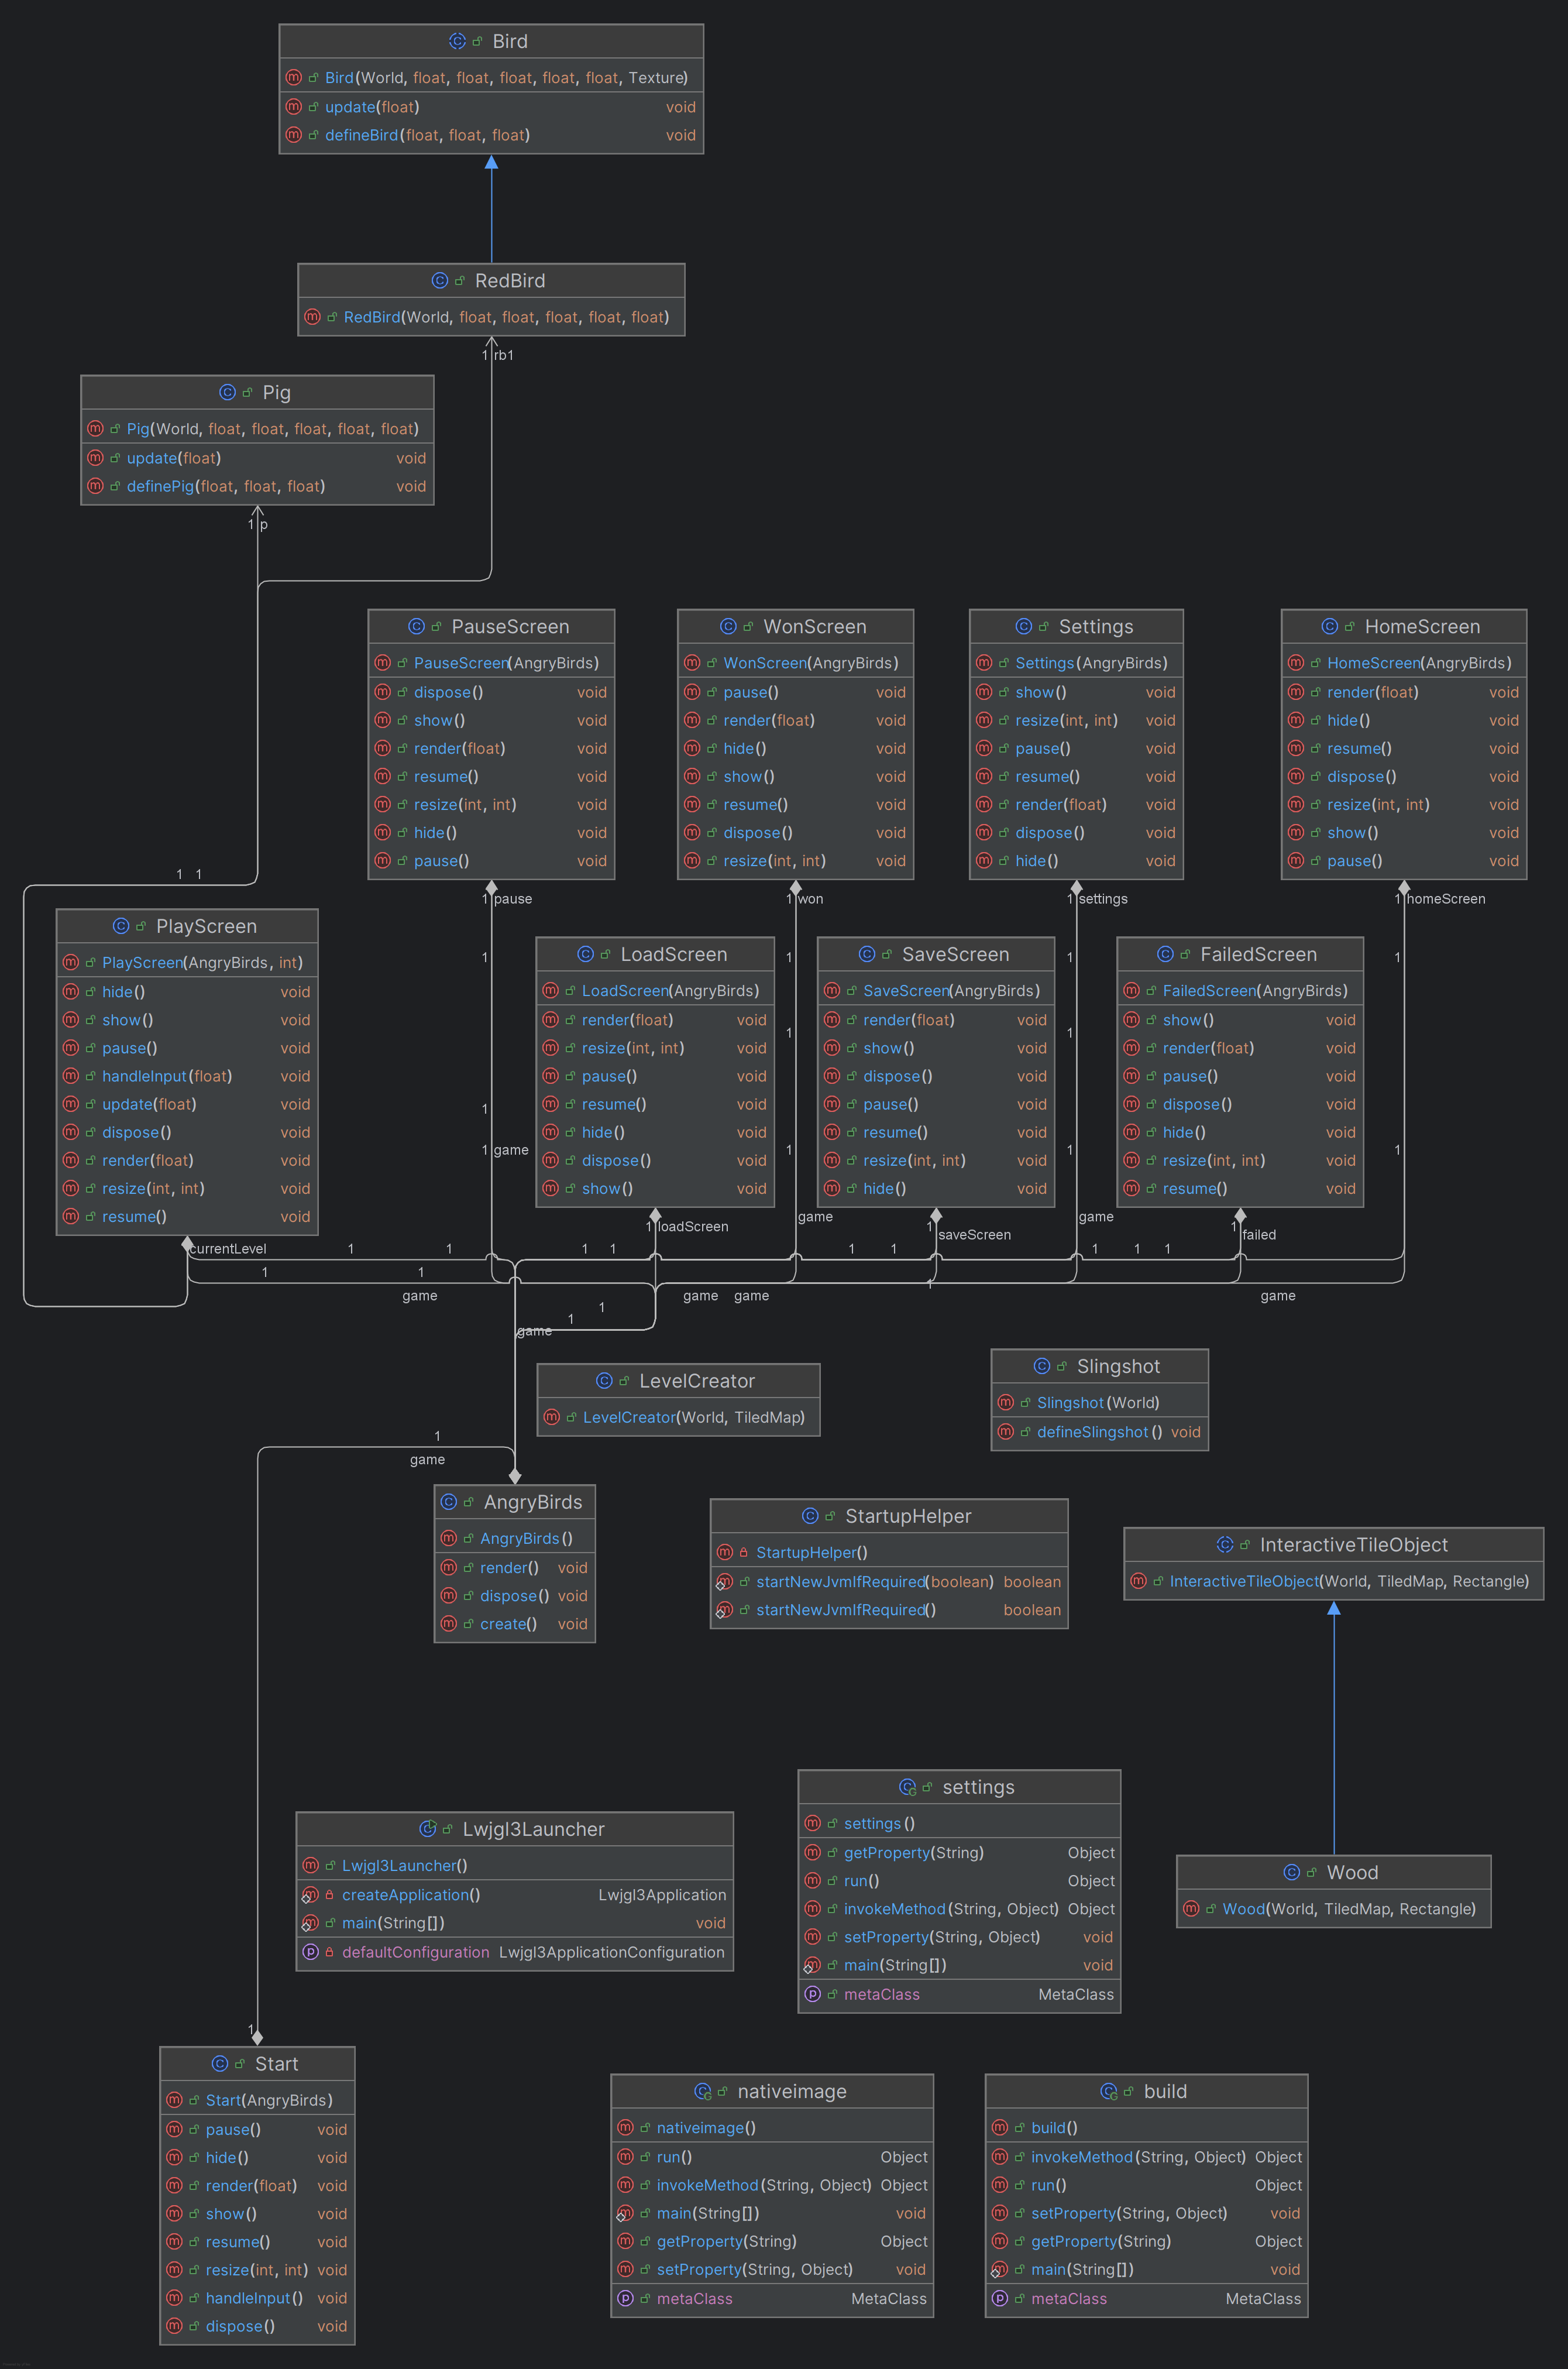 Bird
Bird(World, float, float, float, float, float, Texture)
update(float) void
defineBird(float, float, float) void
RedBird
RedBird(World, float, float, float, float, float)
1 rb1
Pig
Pig(World, float, float, float, float, float)
update(float) void
definePig(float, float, float) void
1 p
PauseScreen
PauseScreen(AngryBirds)
dispose() void
show() void
render(float) void
resume() void
resize(int, int) void
hide() void
pause() void
WonScreen
WonScreen(AngryBirds)
pause() void
render(float) void
hide() void
show() void
resume() void
dispose() void
resize(int, int) void
Settings
Settings(AngryBirds)
show() void
resize(int, int) void
pause() void
resume() void
render(float) void
dispose() void
hide() void
HomeScreen
HomeScreen(AngryBirds)
render(float) void
hide() void
resume() void
dispose() void
resize(int, int) void
show() void
pause() void
1 1
1 pause
1 won
1 settings
1 homeScreen
PlayScreen
PlayScreen(AngryBirds, int)
hide() void
show() void
pause() void
handleInput(float) void
update(float) void
dispose() void
render(float) void
resize(int, int) void
resume() void
LoadScreen
LoadScreen(AngryBirds)
render(float) void
resize(int, int) void
pause() void
resume() void
hide() void
dispose() void
show() void
SaveScreen
SaveScreen(AngryBirds)
render(float) void
show() void
dispose() void
pause() void
resume() void
resize(int, int) void
hide() void
FailedScreen
FailedScreen(AngryBirds)
show() void
render(float) void
pause() void
dispose() void
hide() void
resize(int, int) void
resume() void
1 1 1
1
1
1 game 1 1 1
game game
1 loadScreen
1 saveScreen
1 failed
currentLevel 1 1 1 1 1 1 1 1 1
1 1 1
game game game game
1 1
game
LevelCreator
LevelCreator(World, TiledMap)
Slingshot
Slingshot(World)
defineSlingshot() void
1
game
AngryBirds
AngryBirds()
render() void
dispose() void
create() void
StartupHelper
StartupHelper()
startNewJvmIfRequired(boolean) boolean
startNewJvmIfRequired() boolean
InteractiveTileObject
InteractiveTileObject(World, TiledMap, Rectangle)
Lwjgl3Launcher
Lwjgl3Launcher()
createApplication() Lwjgl3Application
main(String[]) void
defaultConfiguration Lwjgl3ApplicationConfiguration
settings
settings()
getProperty(String) Object
run() Object
invokeMethod(String, Object) Object
setProperty(String, Object) void
main(String[]) void
metaClass MetaClass
Wood
Wood(World, TiledMap, Rectangle)
1
Start
Start(AngryBirds)
pause() void
hide() void
render(float) void
show() void
resume() void
resize(int, int) void
handleInput() void
dispose() void
nativeimage
nativeimage()
run() Object
invokeMethod(String, Object) Object
main(String[]) void
getProperty(String) Object
setProperty(String, Object) void
metaClass MetaClass
build
build()
invokeMethod(String, Object) Object
run() Object
setProperty(String, Object) void
getProperty(String) Object
main(String[]) void
metaClass MetaClass